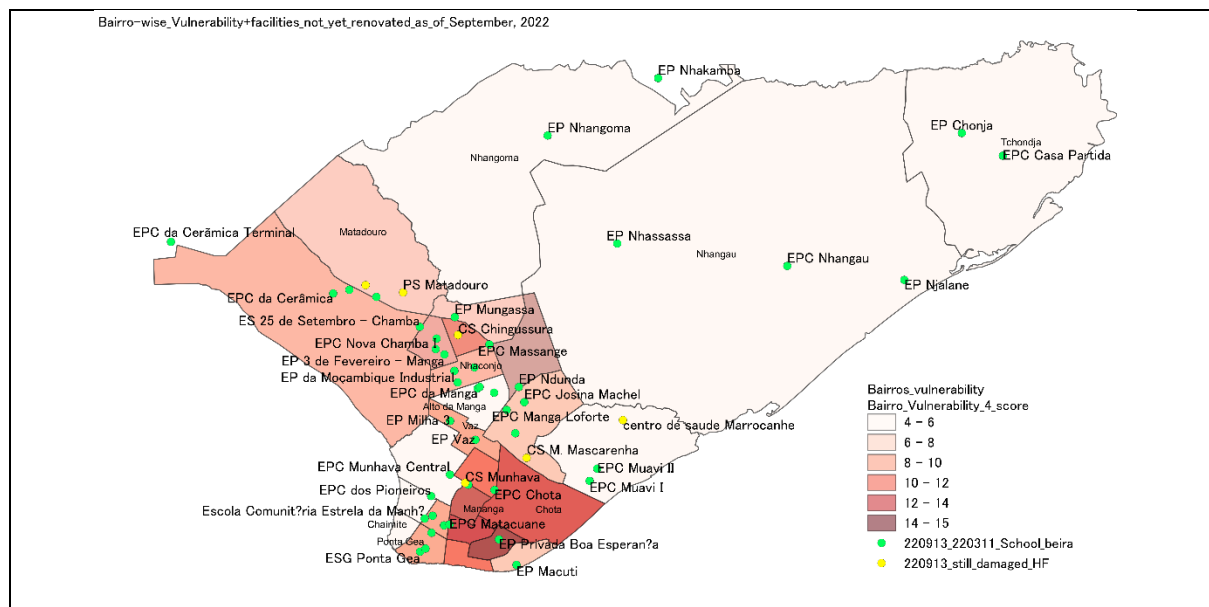 Bairro-wise_Vulnerability+facilities_not_yet_renovated_as_of_September, 2022
EP Nhakamba
EP Nhangoma
Nhangoma
EP Chonja
Tchondja
EPC Casa Partida
EPC da Cerãmica Terminal
Matadouro
EP Nhassassa
Nhangau
EPC Nhangau
EP Njalane
PS Matadouro
EPC da Cerâmica
EP Mungassa
ES 25 de Setembro - Chamba
CS Chingussura
EPC Nova Chamba I
EPC Massange
EP 3 de Fevereiro - Manga
Nhaconjo
EP da Moçambique Industrial
EP Ndunda
EPC da Manga
EPC Josina Machel
Alto da Manga
EPC Manga Loforte
EP Milha 3
Vaz
centro de saude Marrocanhe
EP Vaz
CS M. Mascarenha
EPC Munhava Central
EPC Muavi II
CS Munhava
EPC Muavi I
EPC dos Pioneiros
EPC Chota
Escola Comunit?ria Estrela da Manh?
Mananga
Chota
Chaimite
EPC Matacuane
Ponta Gea
EP Privada Boa Esperan?a
ESG Ponta Gea
EP Macuti
Bairros_vulnerability
Bairro_Vulnerability_4_score
4 - 6
6 - 8
8 - 10
10 - 12
12 - 14
14 - 15
220913_220311_School_beira
220913_still_damaged_HF